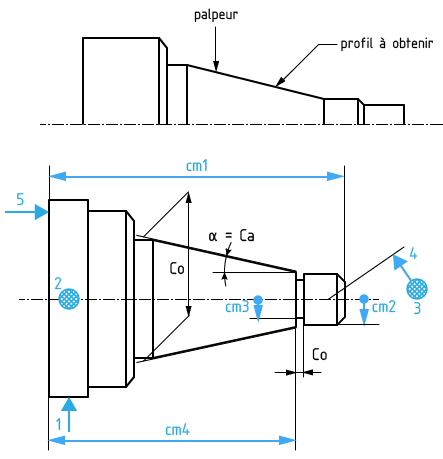 palpeur
profil à obtenir
cm1
5
α = Ca
4
2
Co
cm3
cm2
3
Co
1
cm4